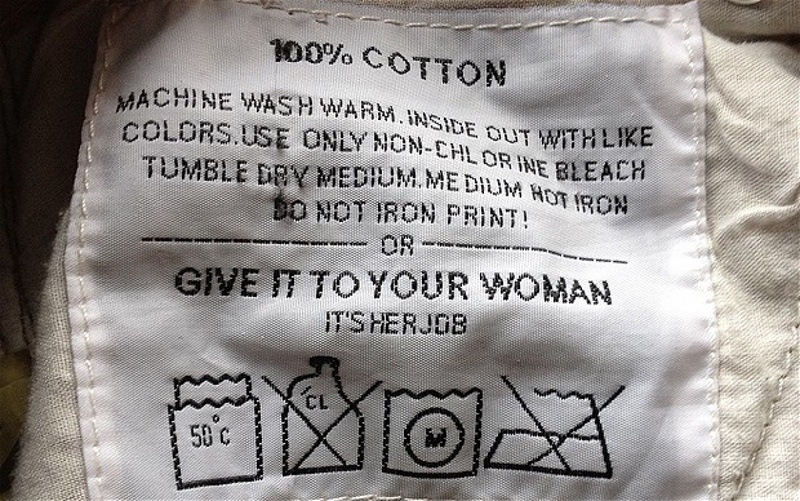 100% COTTON
MACHINE WASH WARM.INSIDE OUT WITH LIKE
COLORS.USE ONLY NON-CHLORINE BLEACH
TUMBLE DRY MEDIUM.MEDIUM HOT IRON
DO NOT IRON PRINT!
OR
GIVE IT TO YOUR WOMAN
IT'S HER JOB
50°C CL M